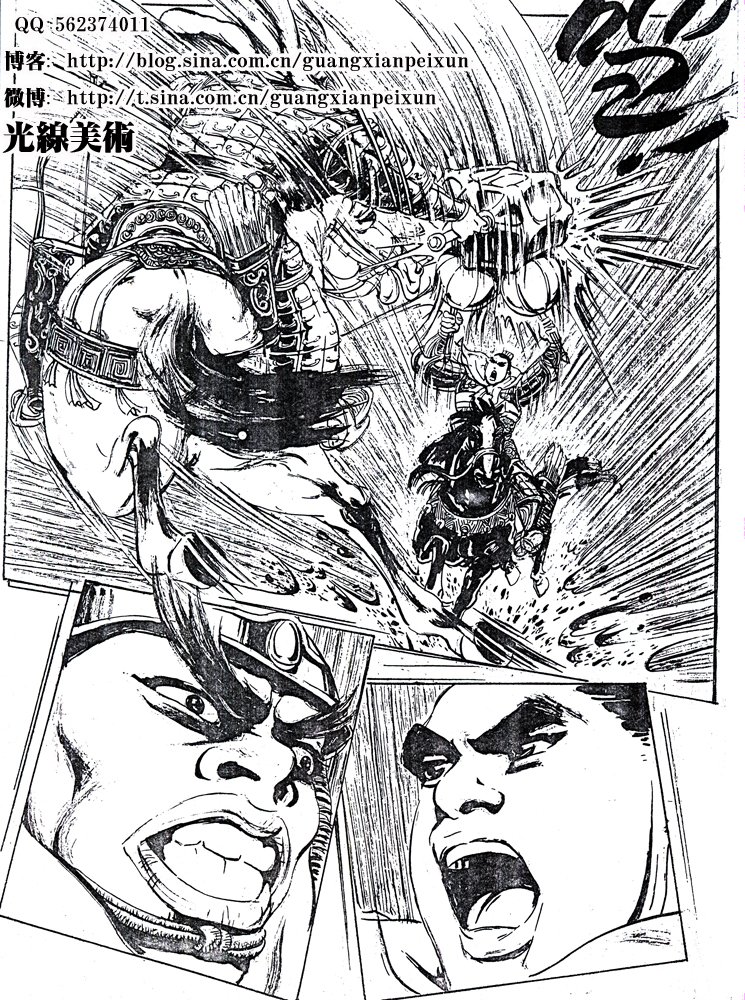 QQ 562374011
博客: http://blog.sina.com.cn/guangxianpeixun
微博: http://t.sina.com.cn/guangxianpeixun
光線美術